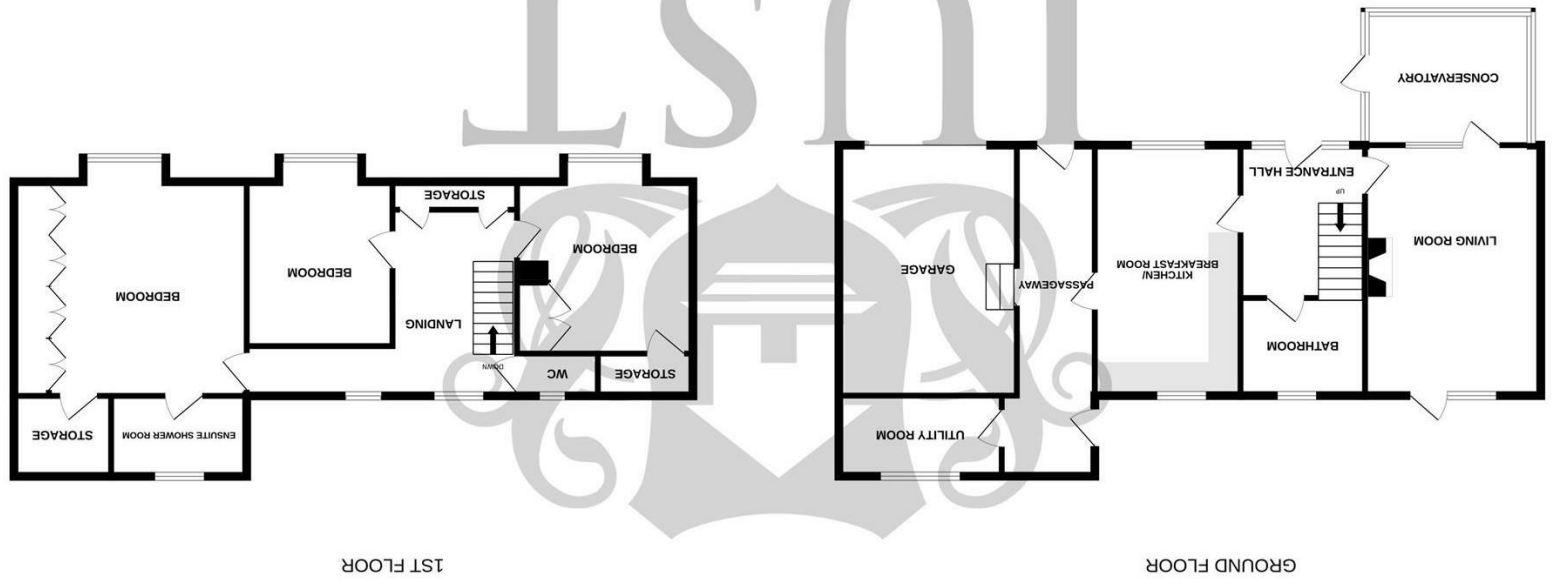 GROUND FLOOR
1ST FLOOR
UTILITY ROOM
BATHROOM
KITCHEN/
BREAKFAST ROOM
PASSAGEWAY
GARAGE
LIVING ROOM
UP
ENTRANCE HALL
CONSERVATORY
ENSUITE SHOWER ROOM
STORAGE
STORAGE
WC
DOWN
LANDING
BEDROOM
BEDROOM
BEDROOM
STORAGE
JUST